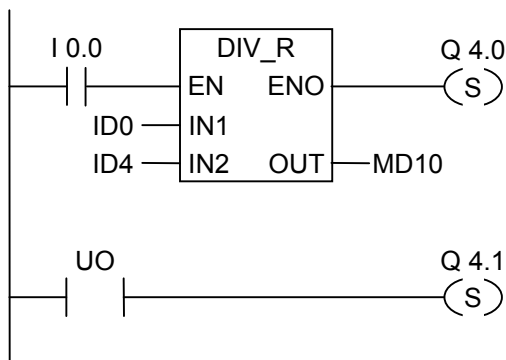 I 0.0
DIV_R
Q 4.0
EN
ENO
S
ID0
IN1
ID4
IN2
OUT
MD10
UO
Q 4.1
S